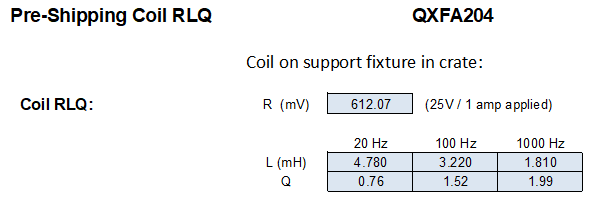 Pre-Shipping Coil RLQ QXFA204
Coil on support fixture in crate:
Coil RLQ: R (mV) 612.07 (25V / 1 amp applied)
20 Hz 100 Hz 1000 Hz
L (mH) 4.780 3.220 1.810
Q 0.76 1.52 1.99